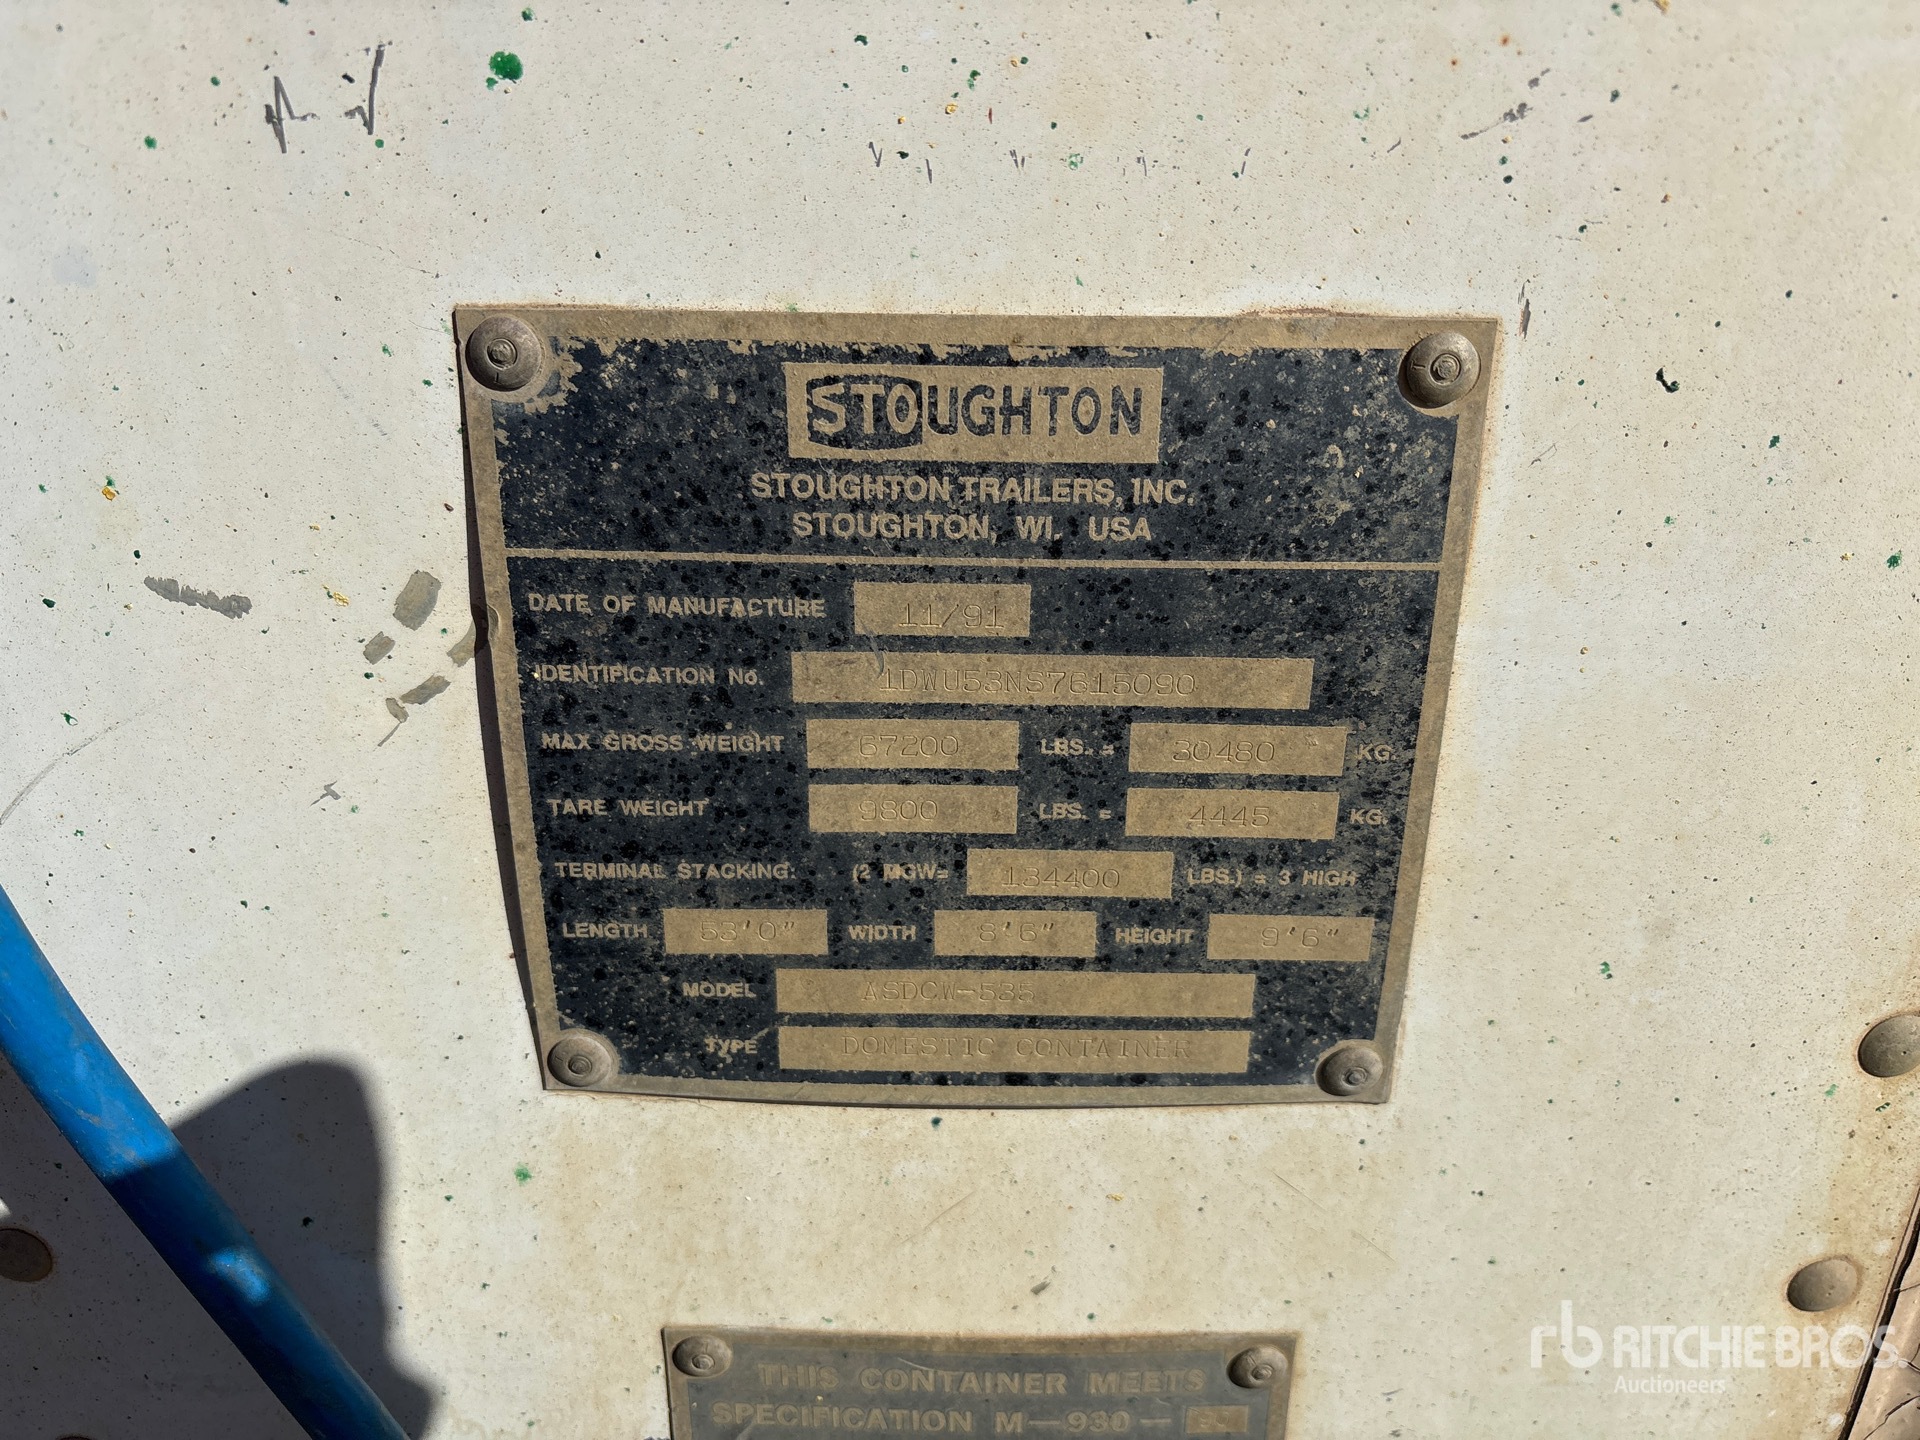 STOUGHTON
STOUGHTON TRAILERS, INC.
STOUGHTON, WI. USA
DATE OF MANUFACTURE 11/91
IDENTIFICATION No. 1DWU53NS7615090
MAX GROSS WEIGHT 67200 LBS. = 30480 KG.
TARE WEIGHT 9800 LBS. = 4445 KG.
TERMINAL STACKING: (2 MGW= 134400 LBS.) = 3 HIGH
LENGTH 53'0" WIDTH 8'6" HEIGHT 9'6"
MODEL ASDCW-535
TYPE DOMESTIC CONTAINER
THIS CONTAINER MEETS
SPECIFICATION M-930-
rb RITCHIE BROS.
Auctioneers